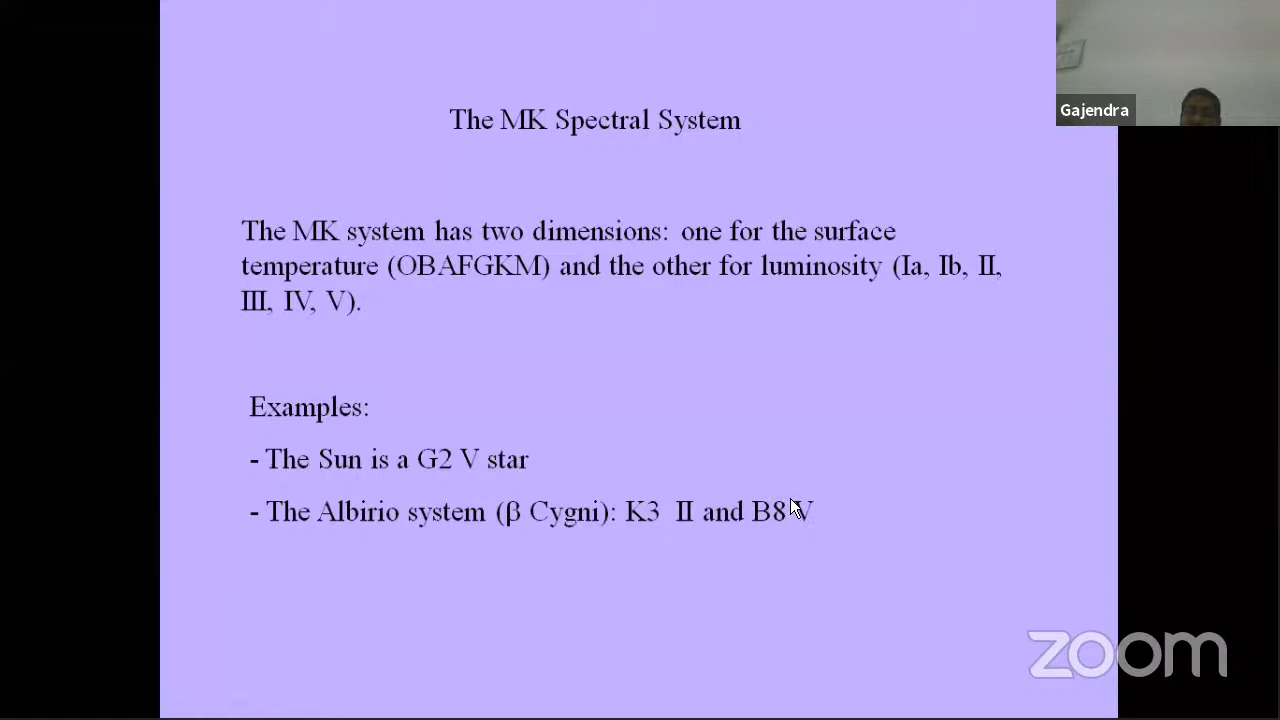 The MK Spectral System
Gajendra
The MK system has two dimensions: one for the surface
temperature (OBAFGKM) and the other for luminosity (Ia, Ib, II,
III, IV, V).
Examples:
- The Sun is a G2 V star
- The Albirio system (β Cygni): K3 II and B8 V
zoom